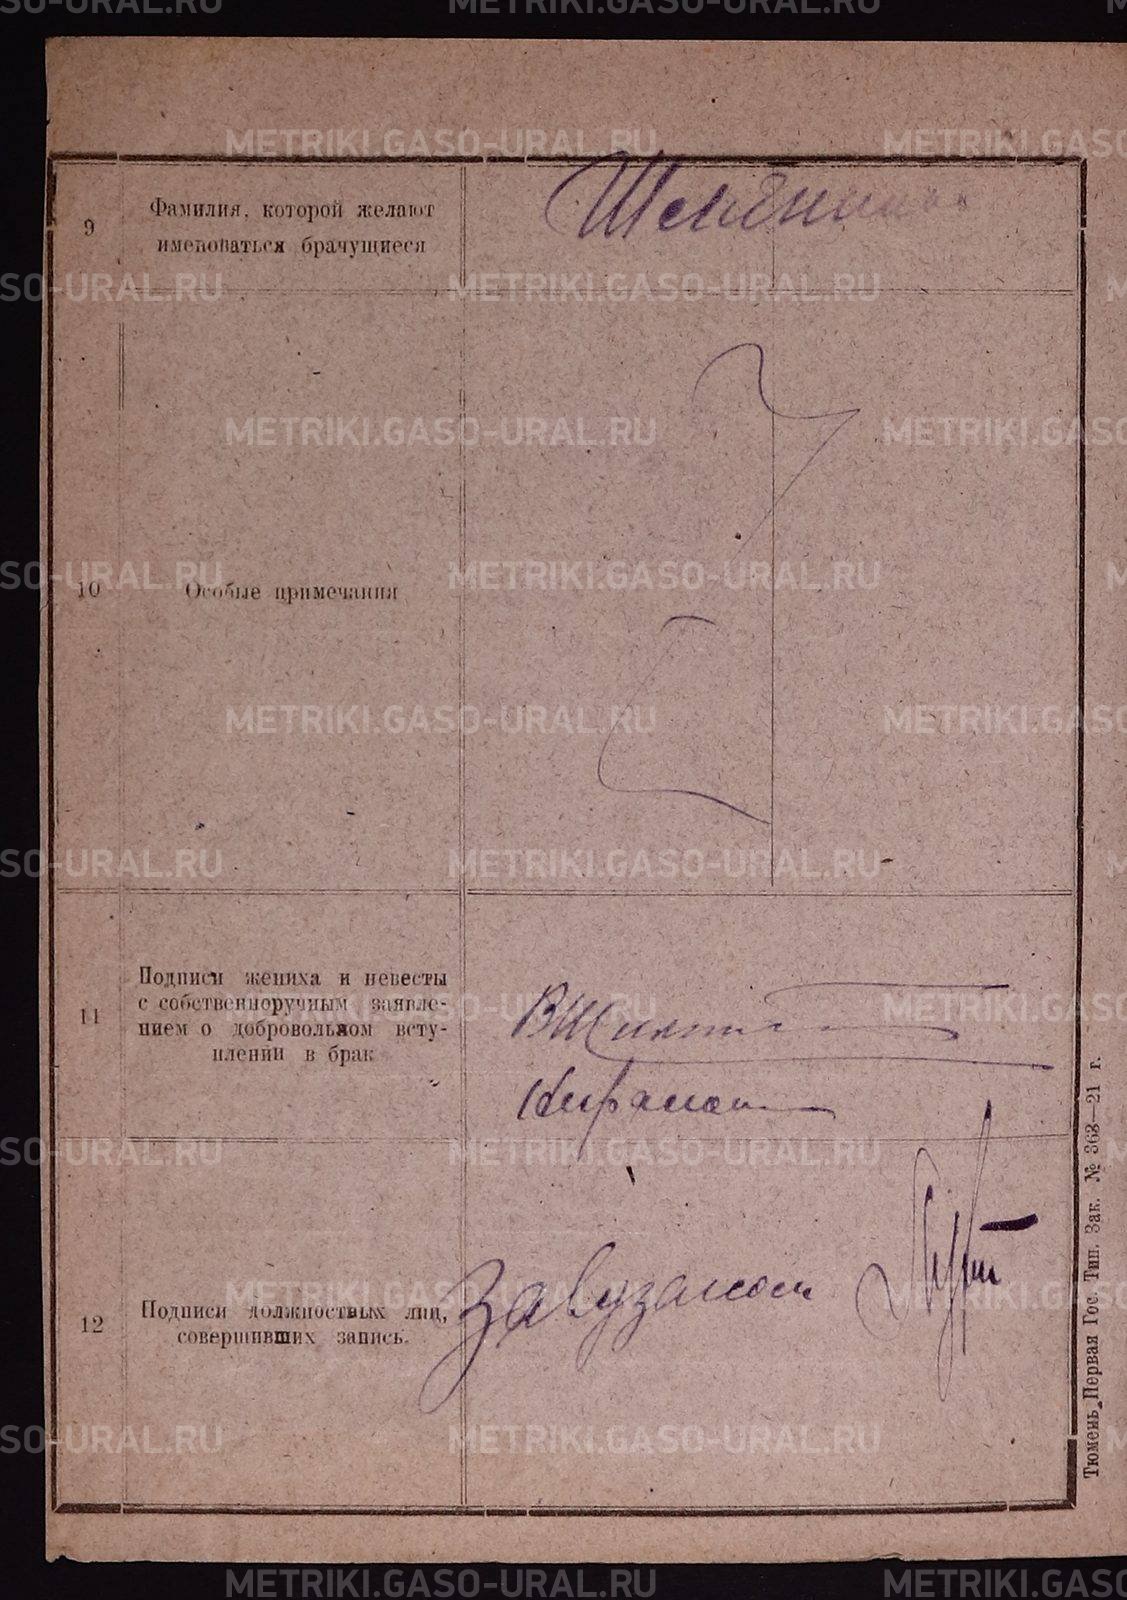 METRIKI.GASO-URAL.RU
9
Фамилия, которой желают
именоваться брачущиеся
10
Особые примечания
11
Подписи жениха и невесты
с собственноручным заявле-
нием о добровольном всту-
плении в брак
12
Подписи должностных лиц,
совершивших запись.
Завузагсом
Тюмень, Первая Гос. Тип. Зак. № 363—21 г.